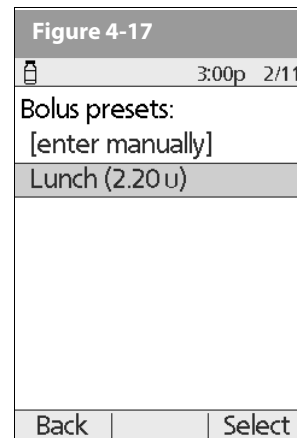 Figure 4-17
3:00p 2/11
Bolus presets:
[enter manually]
Lunch (2.20 U)
Back Select